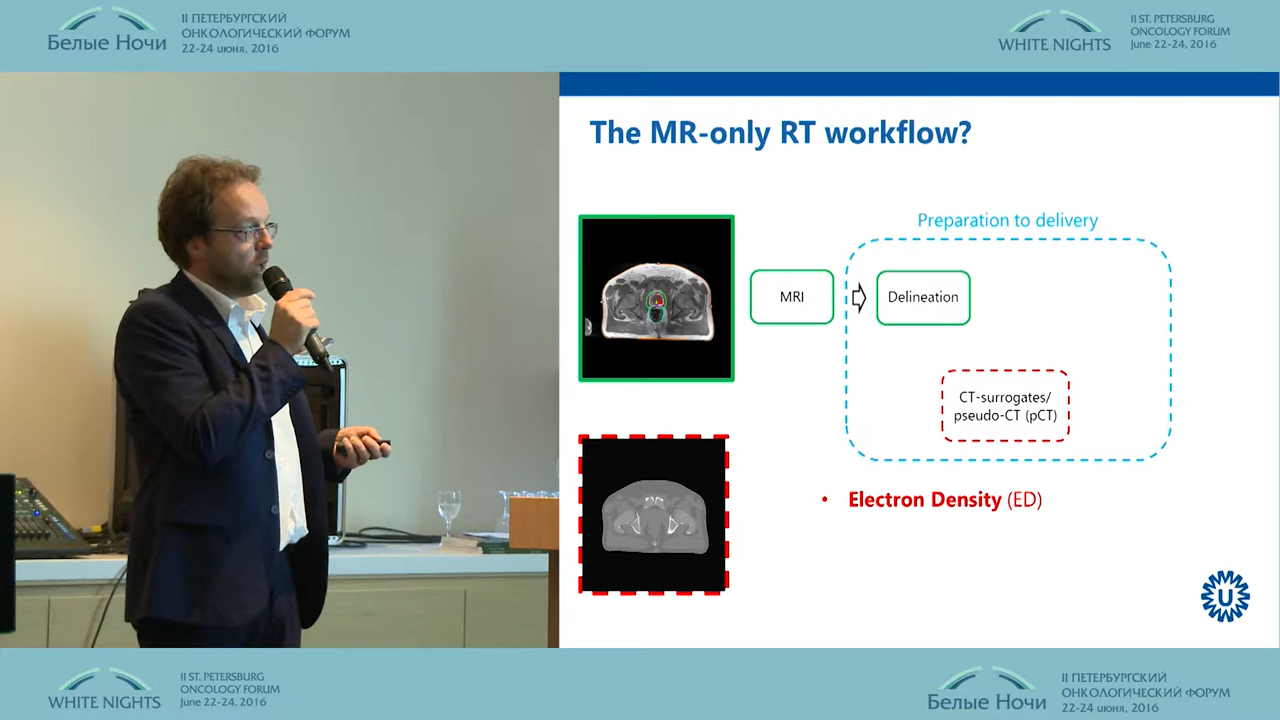 II ПЕТЕРБУРГСКИЙ
ОНКОЛОГИЧЕСКИЙ ФОРУМ
22-24 июня, 2016
Белые Ночи
II ST. PETERSBURG
ONCOLOGY FORUM
June 22-24, 2016
WHITE NIGHTS
The MR-only RT workflow?
Preparation to delivery
MRI
Delineation
CT-surrogates/
pseudo-CT (pCT)
• Electron Density (ED)
U
II ST. PETERSBURG
ONCOLOGY FORUM
June 22-24, 2016
WHITE NIGHTS
II ПЕТЕРБУРГСКИЙ
ОНКОЛОГИЧЕСКИЙ ФОРУМ
22-24 июня, 2016
Белые Ночи